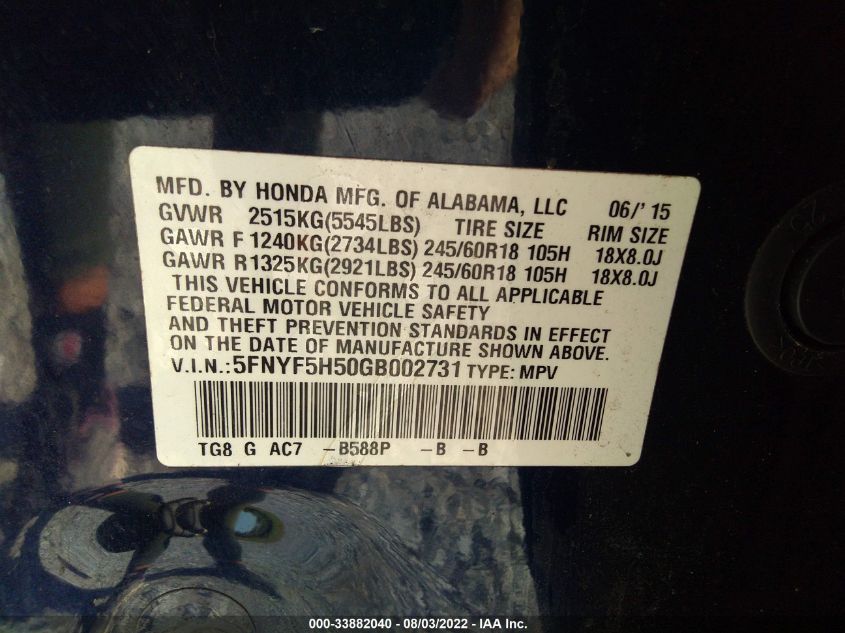 MFD. BY HONDA MFG. OF ALABAMA, LLC 06/' 15
GVWR 2515KG(5545LBS) TIRE SIZE RIM SIZE
GAWR F 1240KG(2734LBS) 245/60R18 105H 18X8.0J
GAWR R 1325KG(2921LBS) 245/60R18 105H 18X8.0J
THIS VEHICLE CONFORMS TO ALL APPLICABLE
FEDERAL MOTOR VEHICLE SAFETY
AND THEFT PREVENTION STANDARDS IN EFFECT
ON THE DATE OF MANUFACTURE SHOWN ABOVE.
V.I.N.:5FNYF5H50GB002731 TYPE: MPV
TG8 G AC7 -B588P -B -B
000-33882040 - 08/03/2022 - IAA Inc.